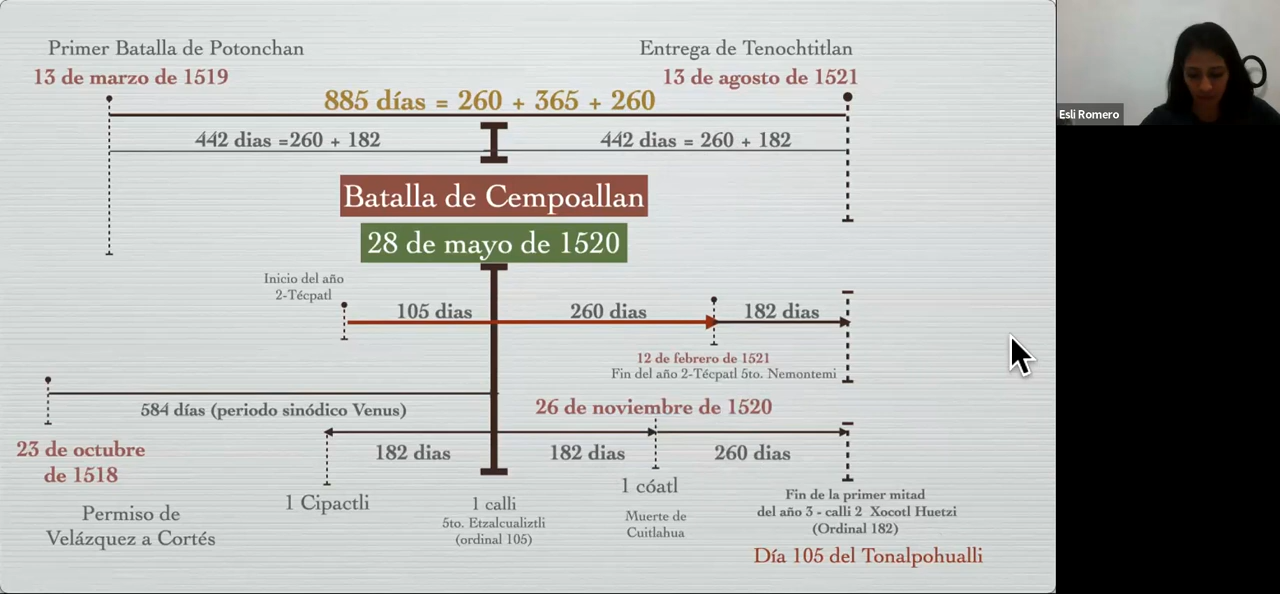 Primer Batalla de Potonchan
13 de marzo de 1519
Entrega de Tenochtitlan
13 de agosto de 1521
885 días = 260 + 365 + 260
442 dias =260 + 182
442 dias = 260 + 182
Batalla de Cempoallan
28 de mayo de 1520
Inicio del año
2-Técpatl
105 dias
260 dias
182 dias
12 de febrero de 1521
Fin del año 2-Técpatl 5to. Nemontemi
584 días (periodo sinódico Venus)
26 de noviembre de 1520
23 de octubre
de 1518
182 dias
182 dias
260 dias
Permiso de
Velázquez a Cortés
1 Cipactli
1 calli
5to. Etzalcualiztli
(ordinal 105)
1 cóatl
Muerte de
Cuitlahua
Fin de la primer mitad
del año 3 - calli 2 Xocotl Huetzi
(Ordinal 182)
Día 105 del Tonalpohualli
Esli Romero